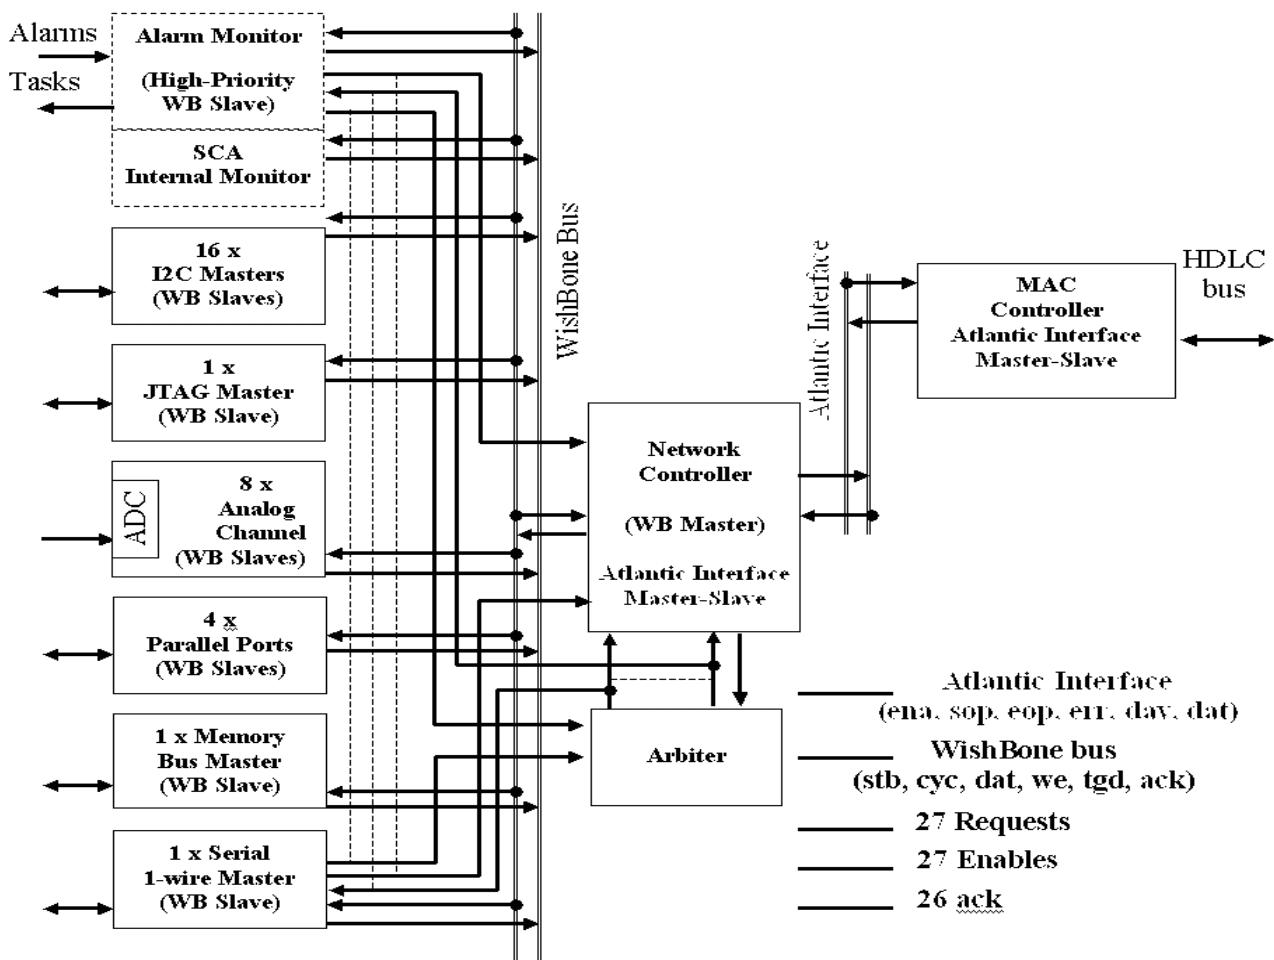 Alarms
Tasks
Alarm Monitor
(High-Priority
WB Slave)
SCA
Internal Monitor
16 x
I2C Masters
(WB Slaves)
1 x
JTAG Master
(WB Slave)
ADC
8 x
Analog
Channel
(WB Slaves)
4 x
Parallel Ports
(WB Slaves)
1 x Memory
Bus Master
(WB Slave)
1 x Serial
1-wire Master
(WB Slave)
WishBone Bus
Network
Controller
(WB Master)
Atlantic Interface
Master-Slave
Arbiter
Atlantic Interface
MAC
Controller
Atlantic Interface
Master-Slave
HDLC
bus
Atlantic Interface
(ena, sop, eop, err, dav, dat)
WishBone bus
(stb, cyc, dat, we, tgd, ack)
27 Requests
27 Enables
26 ack